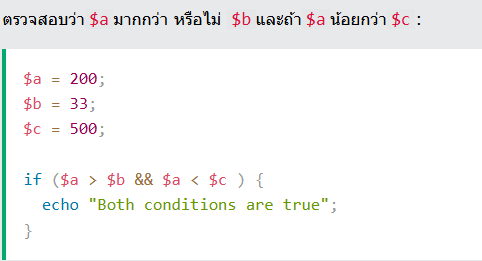 ตรวจสอบว่า $a มากกว่า หรือไม่ $b และถ้า $a น้อยกว่า $c :
$a = 200;
$b = 33;
$c = 500;
if ($a > $b && $a < $c ) {
  echo "Both conditions are true";
}